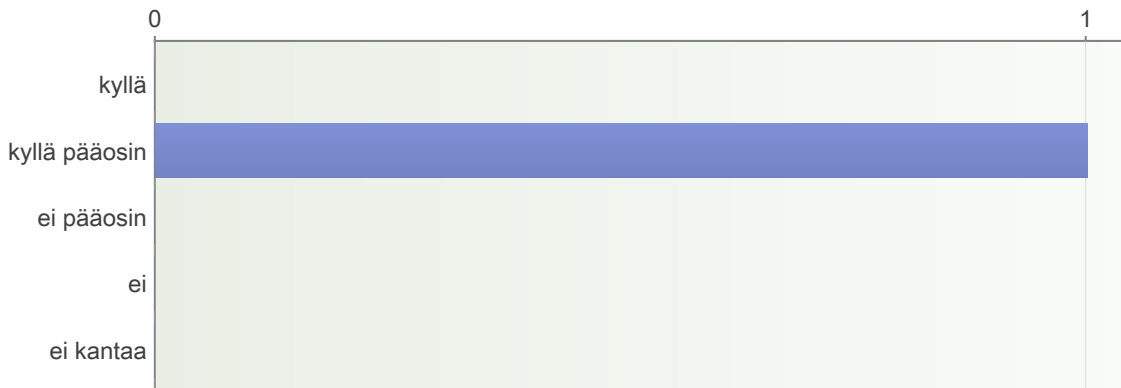 0 1
kyllä
kyllä pääosin
ei pääosin
ei
ei kantaa